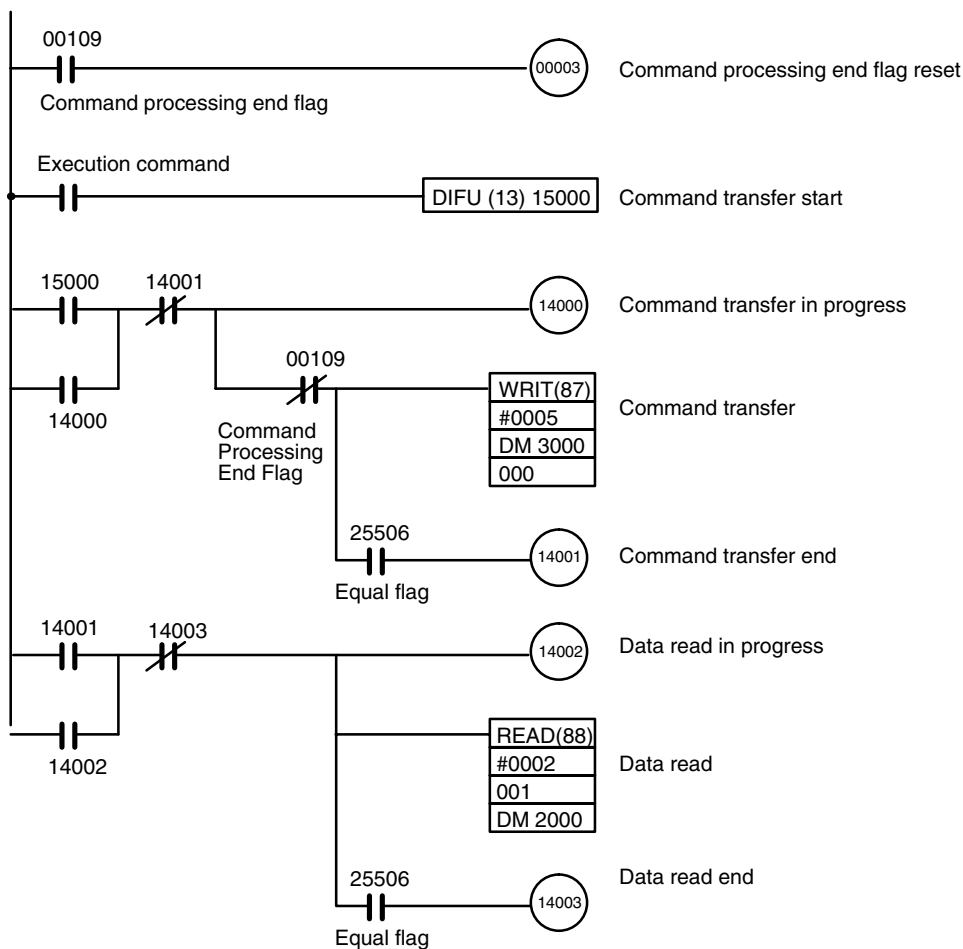 00109
00003
Command processing end flag reset
Command processing end flag
Execution command
DIFU (13) 15000
Command transfer start
15000
14001
14000
Command transfer in progress
00109
14000
Command
Processing
End Flag
WRIT(87)
#0005
DM 3000
000
Command transfer
25506
14001
Command transfer end
Equal flag
14001
14003
14002
Data read in progress
14002
READ(88)
#0002
001
DM 2000
Data read
25506
14003
Data read end
Equal flag